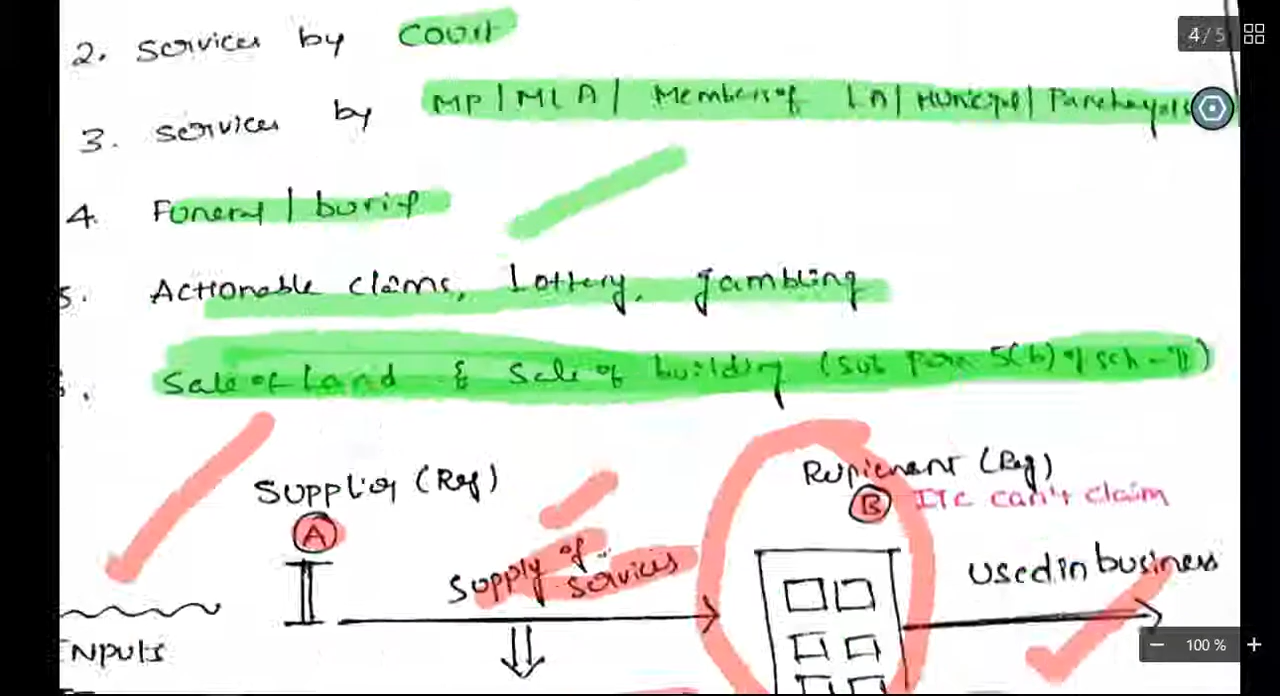 2. Services by Court
4/5
3. Services by MP | MLA | Members of LA | Municipal | Panchayats
4. Funeral | burial
5. Actionable claims, Lottery, gambling
Sale of Land & Sale of building (Sub para 5(b) of Sch-II)
Supplier (Reg)
Recipienent (Reg)
A
B ITC can't claim
Supply of services
used in business
Inputs
100 %